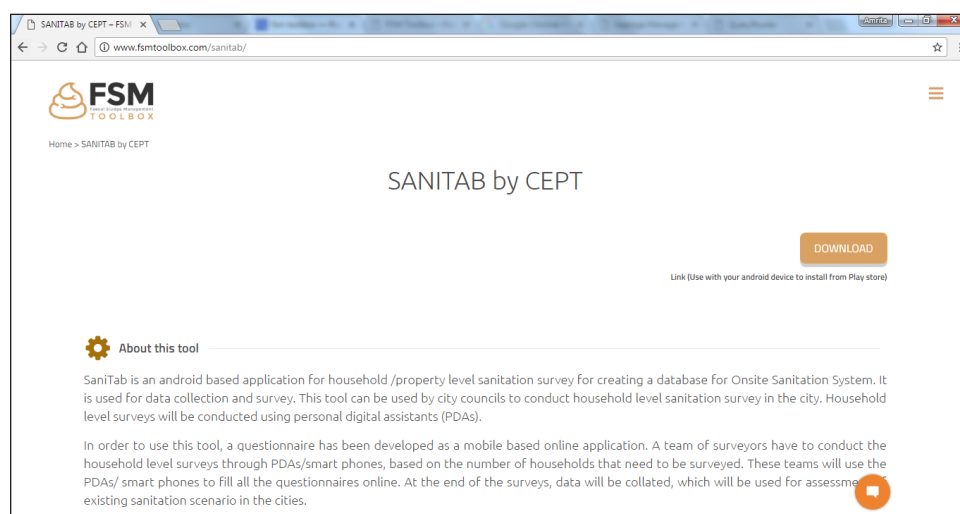 SANITAB by CEPT – FSM
Amrita
www.fsmtoolbox.com/sanitab/
FSM
Faecal Sludge Management
TOOLBOX
Home > SANITAB by CEPT
SANITAB by CEPT
DOWNLOAD
Link (Use with your android device to install from Play store)
About this tool
SaniTab is an android based application for household /property level sanitation survey for creating a database for Onsite Sanitation System. It
is used for data collection and survey. This tool can be used by city councils to conduct household level sanitation survey in the city. Household
level surveys will be conducted using personal digital assistants (PDAs).
In order to use this tool, a questionnaire has been developed as a mobile based online application. A team of surveyors have to conduct the
household level surveys through PDAs/smart phones, based on the number of households that need to be surveyed. These teams will use the
PDAs/ smart phones to fill all the questionnaires online. At the end of the surveys, data will be collated, which will be used for assessme
existing sanitation scenario in the cities.